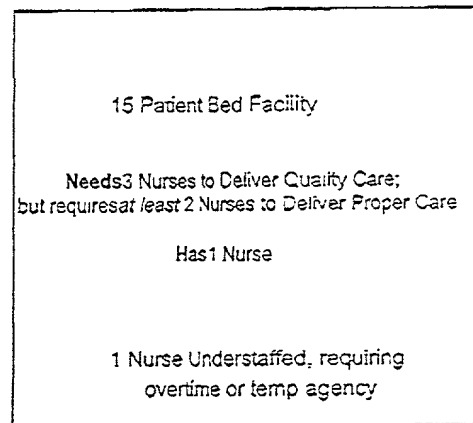 15 Patient Bed Facility
Needs3 Nurses to Deliver Quality Care;
but requiresat least 2 Nurses to Deliver Proper Care
Has1 Nurse
1 Nurse Understaffed, requiring
overtime or temp agency